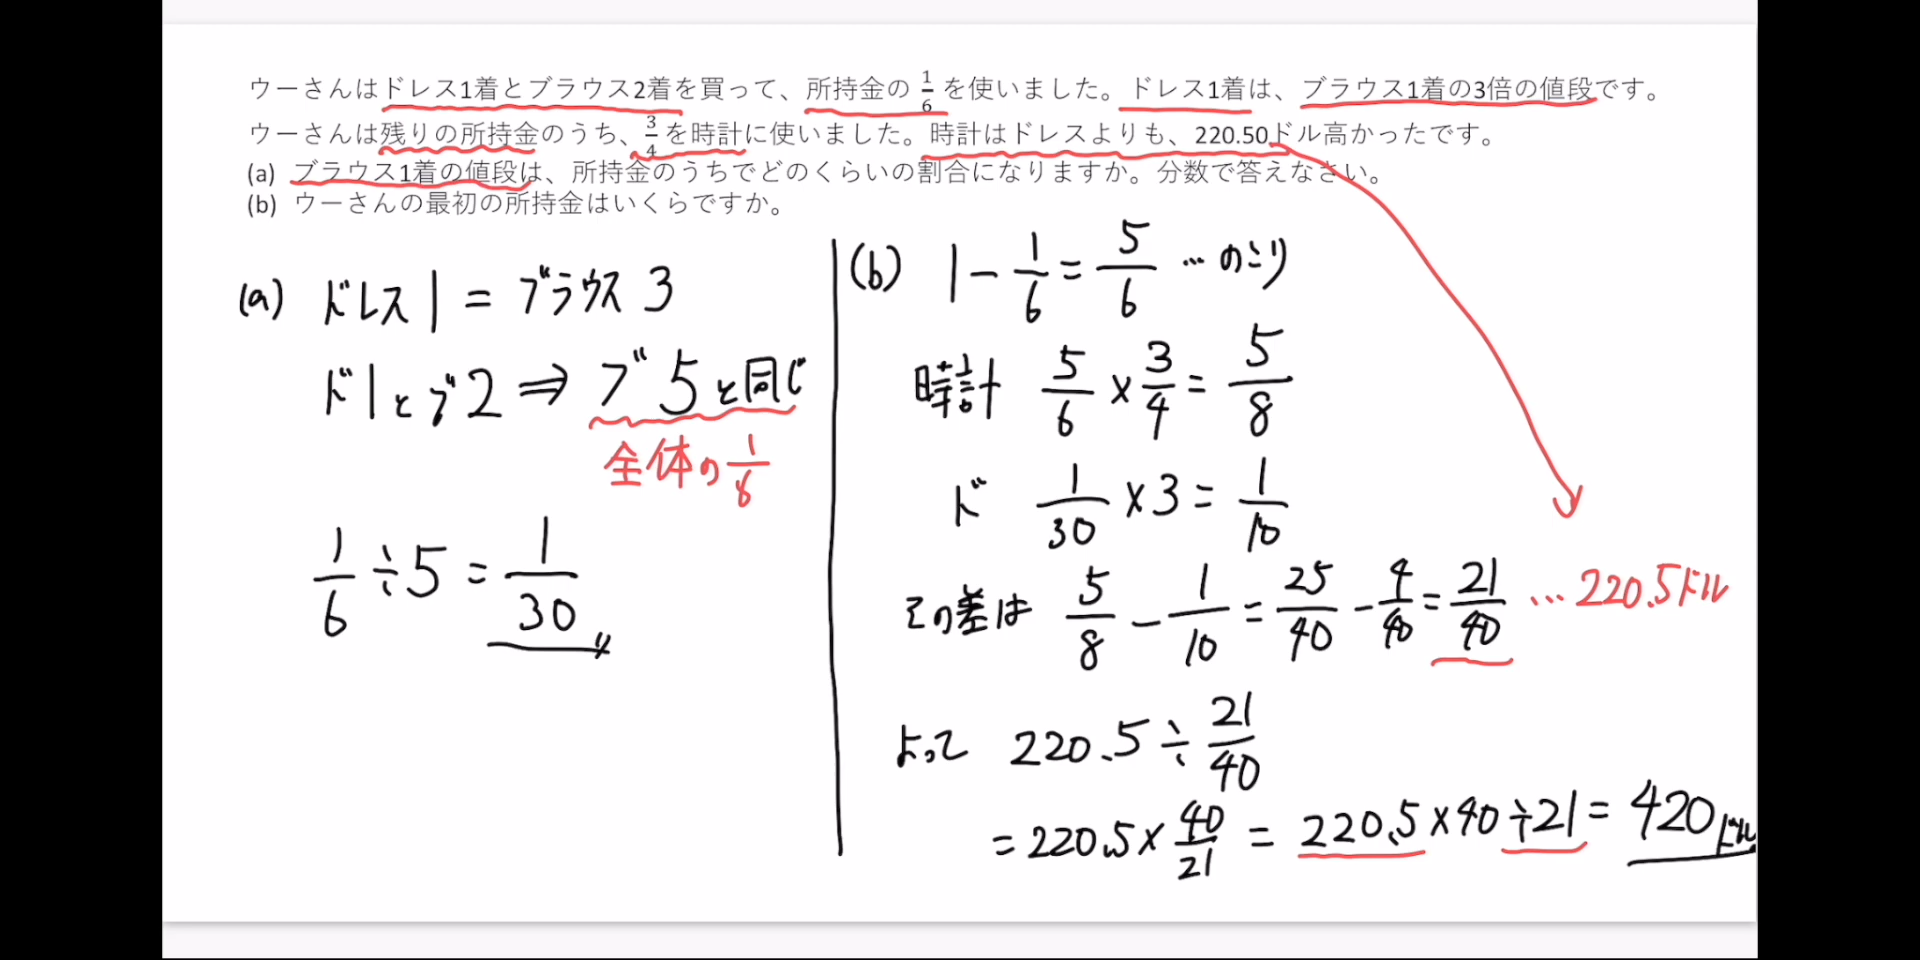 ウーさんはドレス1着とブラウス2着を買って、所持金の 1/6 を使いました。ドレス1着は、ブラウス1着の3倍の値段です。
ウーさんは残りの所持金のうち、3/4 を時計に使いました。時計はドレスよりも、220.50ドル高かったです。
(a) ブラウス1着の値段は、所持金のうちでどのくらいの割合になりますか。分数で答えなさい。
(b) ウーさんの最初の所持金はいくらですか。
(a) ドレス1 = ブラウス 3
ド1とブ2 ⇒ ブ5と同じ
全体の 1/6
1/6 ÷ 5 = 1/30 〃
(b) 1 - 1/6 = 5/6 … のこり
時計 5/6 × 3/4 = 5/8
ド 1/30 × 3 = 1/10
その差は 5/8 - 1/10 = 25/40 - 4/40 = 21/40 … 220.5ドル
よって 220.5 ÷ 21/40
= 220.5 × 40/21 = 220.5 × 40 ÷ 21 = 420ドル